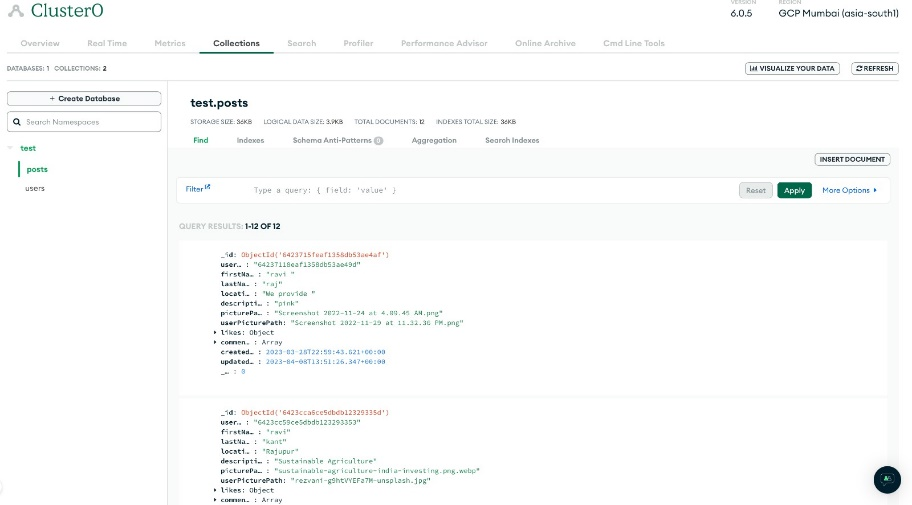 Cluster0
VERSION
6.0.5
REGION
GCP Mumbai (asia-south1)
Overview
Real Time
Metrics
Collections
Search
Profiler
Performance Advisor
Online Archive
Cmd Line Tools
DATABASES: 1 COLLECTIONS: 2
VISUALIZE YOUR DATA
REFRESH
+ Create Database
Search Namespaces
test
posts
users
test.posts
STORAGE SIZE: 36KB LOGICAL DATA SIZE: 3.9KB TOTAL DOCUMENTS: 12 INDEXES TOTAL SIZE: 36KB
Find
Indexes
Schema Anti-Patterns 0
Aggregation
Search Indexes
INSERT DOCUMENT
Filter
Type a query: { field: 'value' }
Reset
Apply
More Options
QUERY RESULTS: 1-12 OF 12
_id: ObjectId('6423715feaf1358db53ae4af')
user… : "64237118eaf1358db53ae49d"
firstNa… : "ravi "
lastNa… : "raj"
locati… : "We provide "
descripti… : "pink"
picturePa… : "Screenshot 2022-11-24 at 4.09.45 AM.png"
userPicturePath: "Screenshot 2022-11-29 at 11.32.36 PM.png"
likes: Object
commen… : Array
created… : 2023-03-28T22:59:43.621+00:00
updated… : 2023-04-08T13:51:26.347+00:00
_… : 0
_id: ObjectId('6423cca6ce5dbdb12329335d')
user… : "6423cc59ce5dbdb123293353"
firstNa… : "ravi"
lastNa… : "kant"
locati… : "Rajupur"
descripti… : "Sustainable Agriculture"
picturePa… : "sustainable-agriculture-india-investing.png.webp"
userPicturePath: "rezvani-g9htVYEFa7M-unsplash.jpg"
likes: Object
commen… : Array